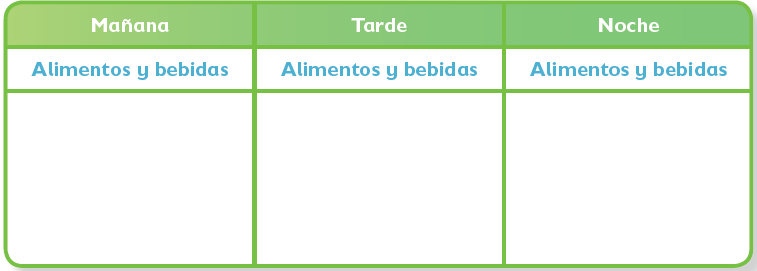 Mañana Tarde Noche
Alimentos y bebidas Alimentos y bebidas Alimentos y bebidas